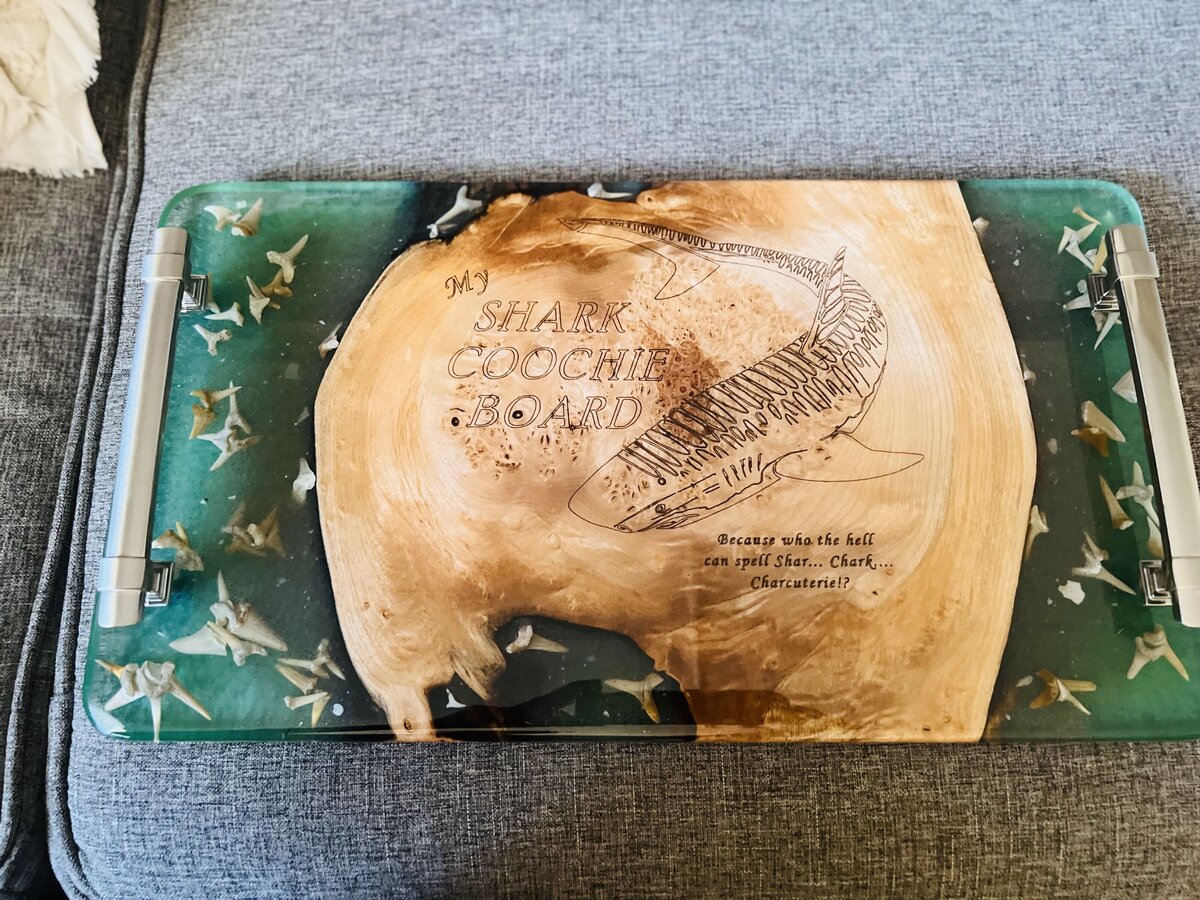 My
SHARK
COOCHIE
BOARD
Because who the hell
can spell Shar... Chark....
Charcuterie!?